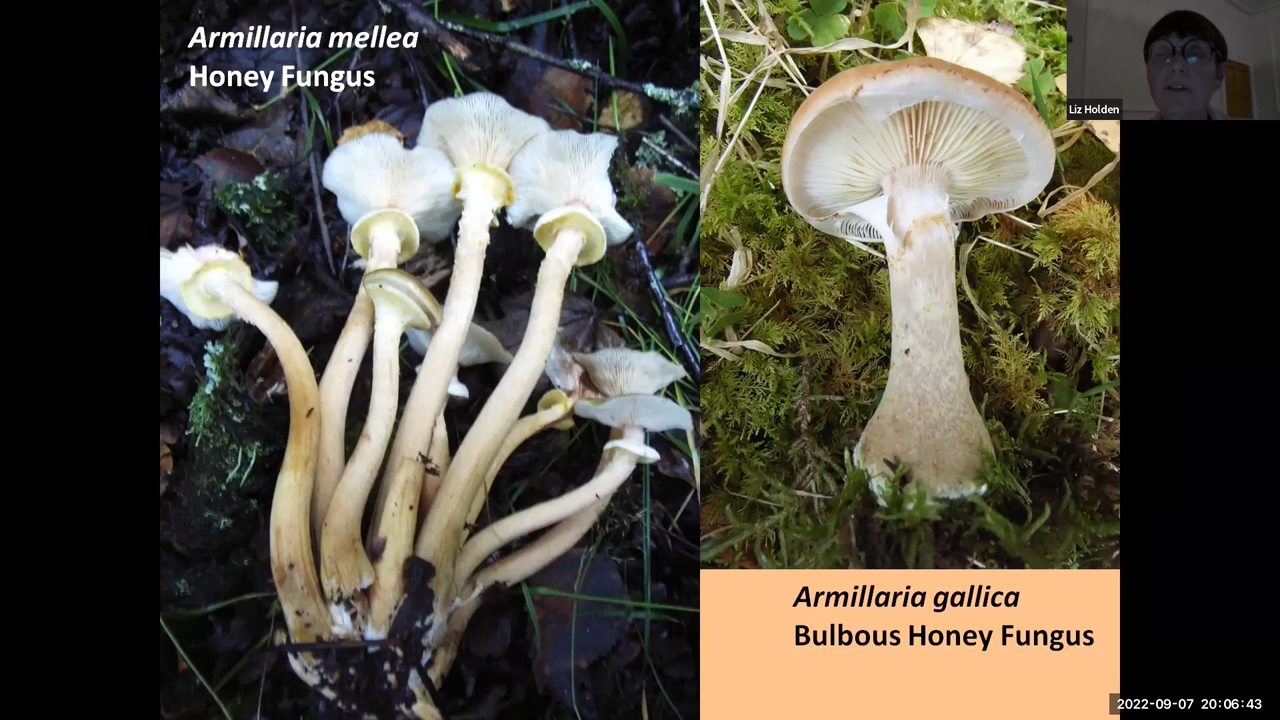 Armillaria mellea
Honey Fungus
Liz Holden
Armillaria gallica
Bulbous Honey Fungus
2022-09-07 20:06:43